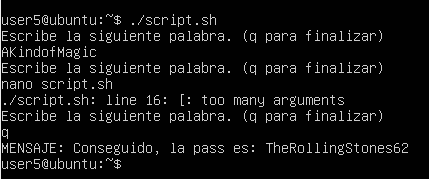 user5@ubuntu:~$ ./script.sh
Escribe la siguiente palabra. (q para finalizar)
AKindofMagic
Escribe la siguiente palabra. (q para finalizar)
nano script.sh
./script.sh: line 16: [: too many arguments
Escribe la siguiente palabra. (q para finalizar)
q
MENSAJE: Conseguido, la pass es: TheRollingStones62
user5@ubuntu:~$